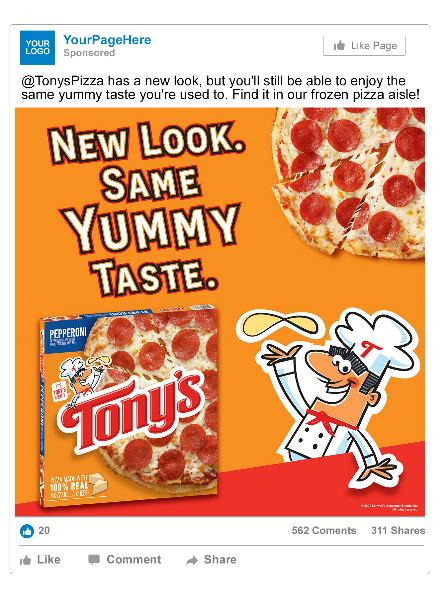 YOUR
LOGO
YourPageHere
Sponsored
Like Page
@TonysPizza has a new look, but you'll still be able to enjoy the
same yummy taste you're used to. Find it in our frozen pizza aisle!
NEW LOOK.
SAME
YUMMY
TASTE.
PEPPERONI
Tony's
PIZZA MADE WITH
100% REAL
MOZZARELLA CHEESE
T
20
562 Coments
311 Shares
Like
Comment
Share